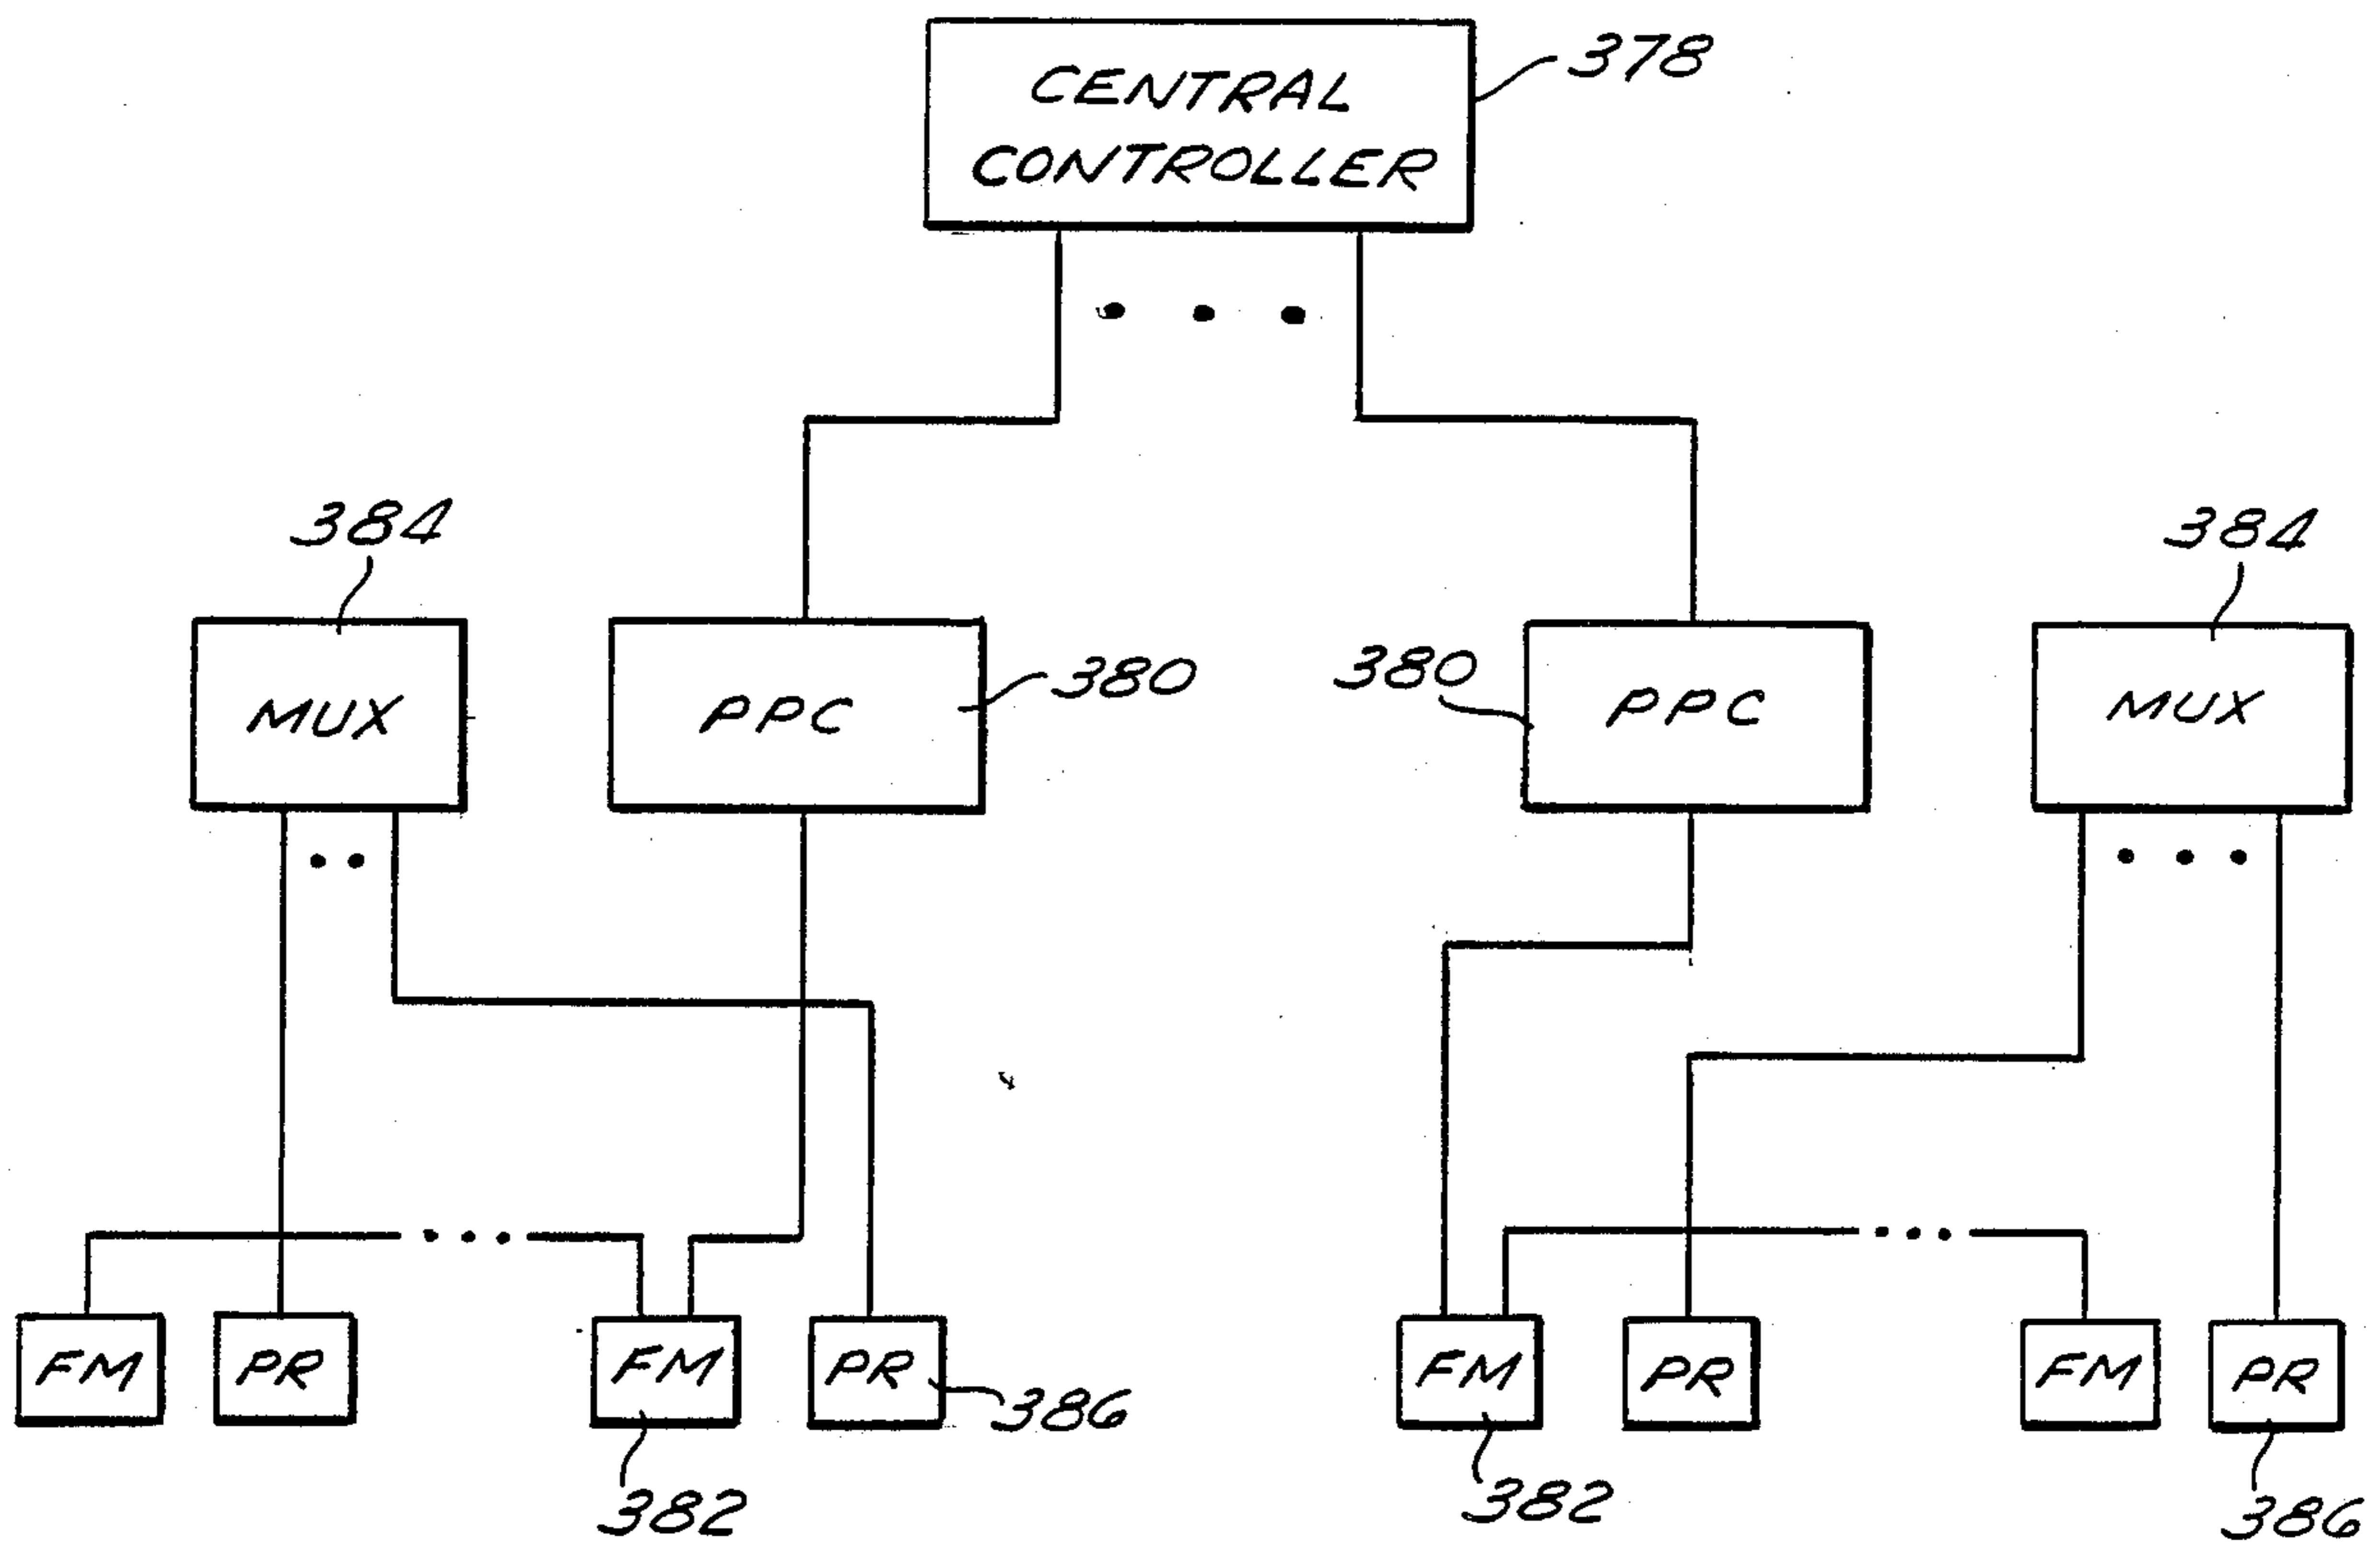 CENTRAL
CONTROLLER
378
384
384
MUX
PPC
380
380
PPC
MUX
FM
PR
FM
PR
386
FM
PR
FM
PR
382
382
386